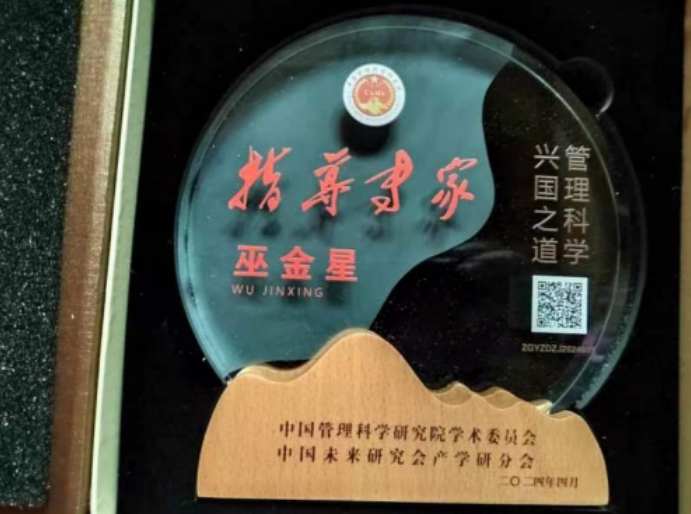 指导专家
巫金星
WU JINXING
管理科学
兴国之道
中国管理科学研究院学术委员会
中国未来研究会产学研分会
二〇二四年四月